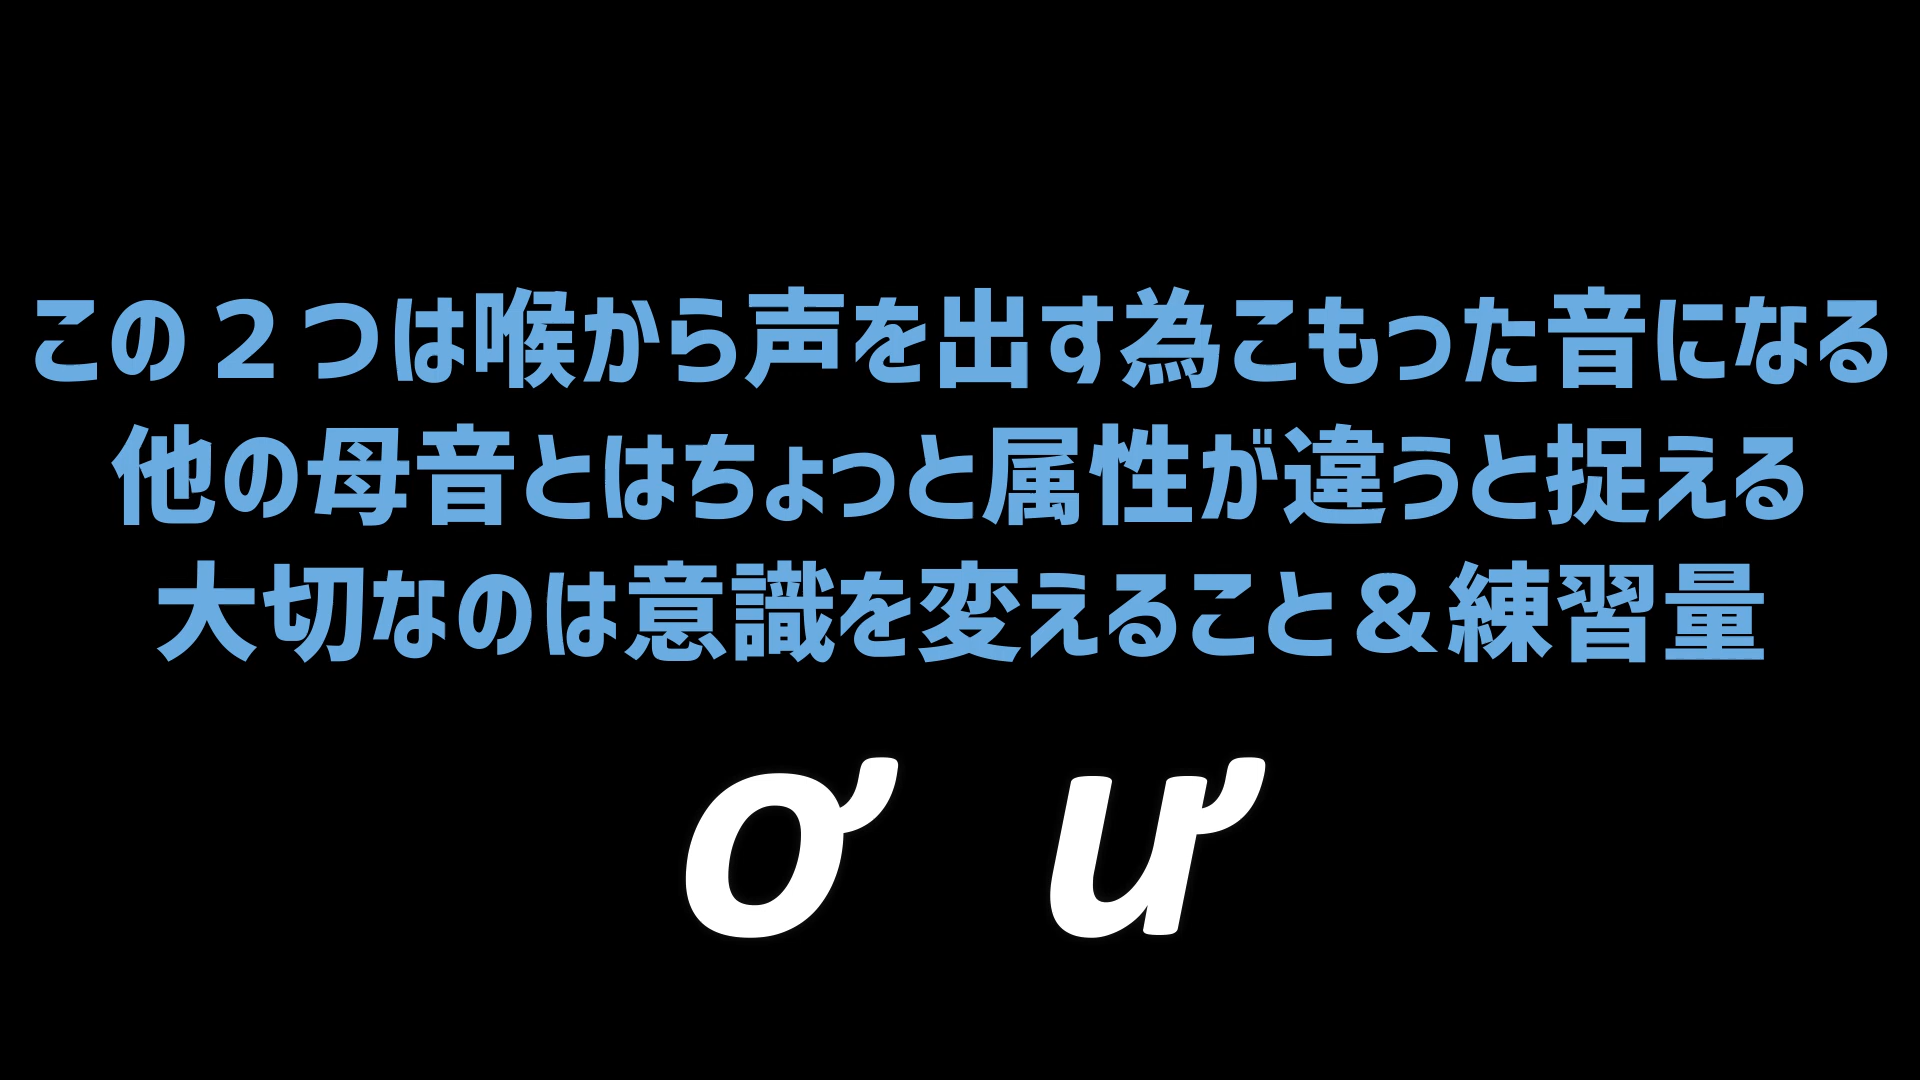 この２つは喉から声を出す為こもった音になる
他の母音とはちょっと属性が違うと捉える
大切なのは意識を変えること＆練習量
ơ ư